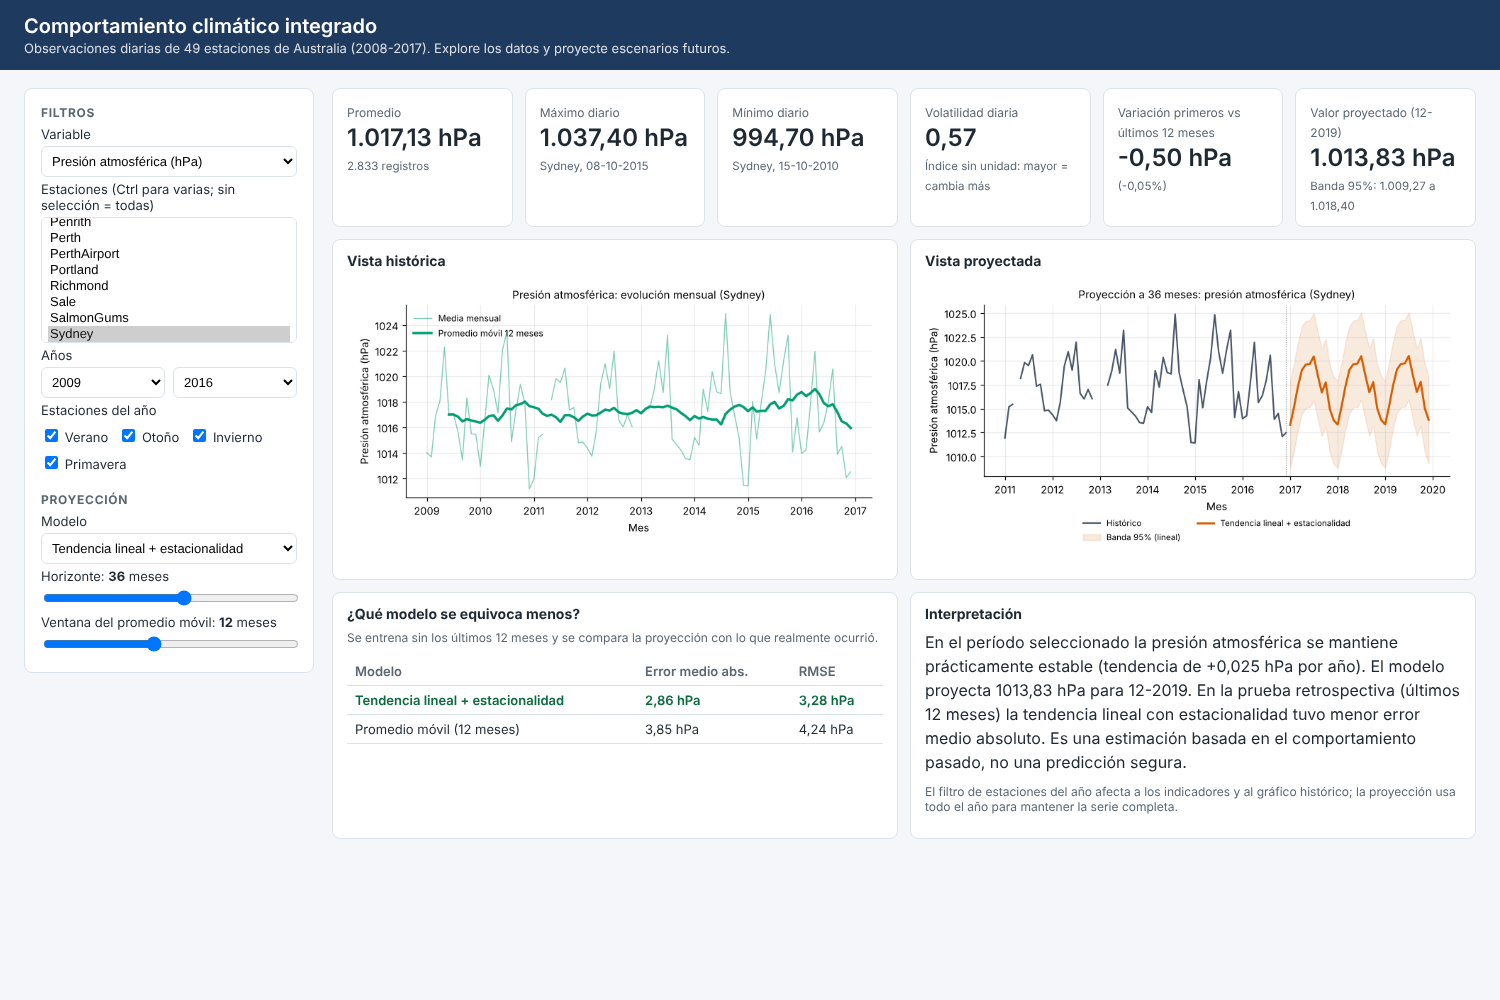 Comportamiento climático integrado
Observaciones diarias de 49 estaciones de Australia (2008-2017). Explore los datos y proyecte escenarios futuros.
FILTROS
Variable
Presión atmosférica (hPa)
Estaciones (Ctrl para varias; sin
selección = todas)
Penrith
Perth
PerthAirport
Portland
Richmond
Sale
SalmonGums
Sydney
Años
2009
2016
Estaciones del año
Verano
Otoño
Invierno
Primavera
PROYECCIÓN
Modelo
Tendencia lineal + estacionalidad
Horizonte: 36 meses
Ventana del promedio móvil: 12 meses
Promedio
1.017,13 hPa
2.833 registros
Máximo diario
1.037,40 hPa
Sydney, 08-10-2015
Mínimo diario
994,70 hPa
Sydney, 15-10-2010
Volatilidad diaria
0,57
Índice sin unidad: mayor =
cambia más
Variación primeros vs
últimos 12 meses
-0,50 hPa
(-0,05%)
Valor proyectado (12-
2019)
1.013,83 hPa
Banda 95%: 1.009,27 a
1.018,40
Vista histórica
Presión atmosférica: evolución mensual (Sydney)
Media mensual
Promedio móvil 12 meses
Presión atmosférica (hPa)
1024
1022
1020
1018
1016
1014
1012
2009
2010
2011
2012
2013
2014
2015
2016
2017
Mes
Vista proyectada
Proyección a 36 meses: presión atmosférica (Sydney)
Presión atmosférica (hPa)
1025.0
1022.5
1020.0
1017.5
1015.0
1012.5
1010.0
2011
2012
2013
2014
2015
2016
2017
2018
2019
2020
Mes
Histórico
Tendencia lineal + estacionalidad
Banda 95% (lineal)
¿Qué modelo se equivoca menos?
Se entrena sin los últimos 12 meses y se compara la proyección con lo que realmente ocurrió.
Modelo Error medio abs. RMSE
Tendencia lineal + estacionalidad 2,86 hPa 3,28 hPa
Promedio móvil (12 meses) 3,85 hPa 4,24 hPa
Interpretación
En el período seleccionado la presión atmosférica se mantiene
prácticamente estable (tendencia de +0,025 hPa por año). El modelo
proyecta 1013,83 hPa para 12-2019. En la prueba retrospectiva (últimos
12 meses) la tendencia lineal con estacionalidad tuvo menor error
medio absoluto. Es una estimación basada en el comportamiento
pasado, no una predicción segura.
El filtro de estaciones del año afecta a los indicadores y al gráfico histórico; la proyección usa
todo el año para mantener la serie completa.